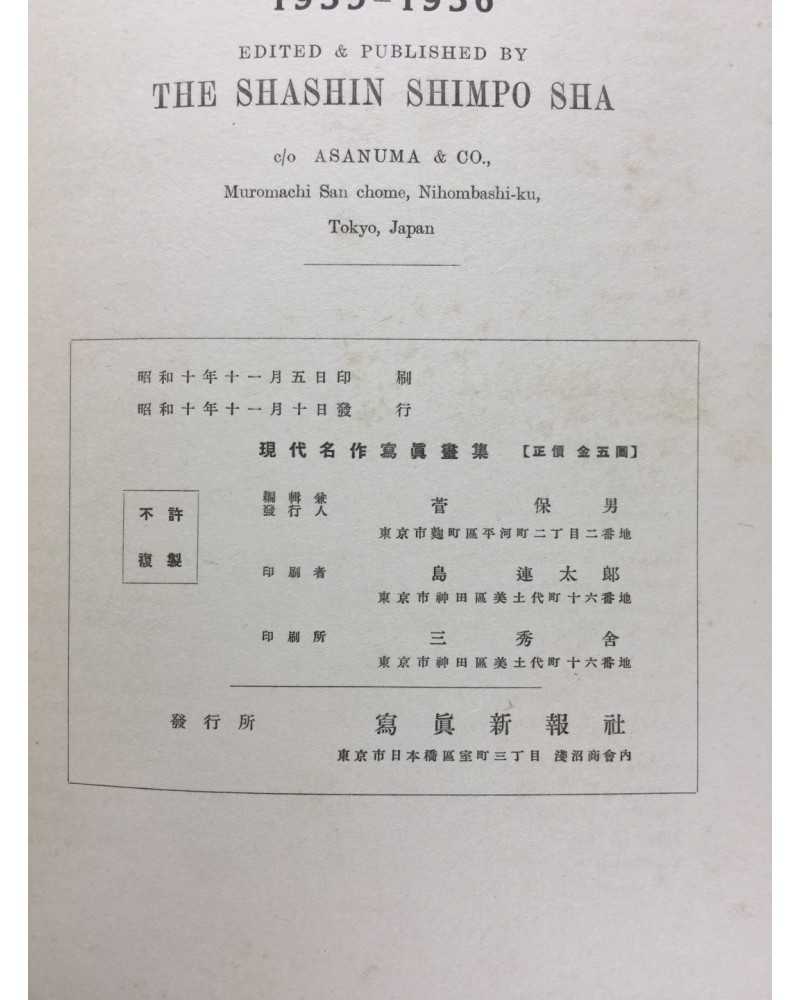 1935-1936
EDITED & PUBLISHED BY
THE SHASHIN SHIMPO SHA
c/o ASANUMA & CO.,
Muromachi San chome, Nihombashi-ku,
Tokyo, Japan
昭和十年十一月五日印刷
昭和十年十一月十日發行
現代名作寫眞畫集 【正價 金五圓】
不許
複製
編輯兼
發行人
菅保男
東京市麴町區平河町二丁目二番地
印刷者 島連太郎
東京市神田區美土代町十六番地
印刷所 三秀舍
東京市神田區美土代町十六番地
發行所 寫眞新報社
東京市日本橋區室町三丁目 淺沼商會內